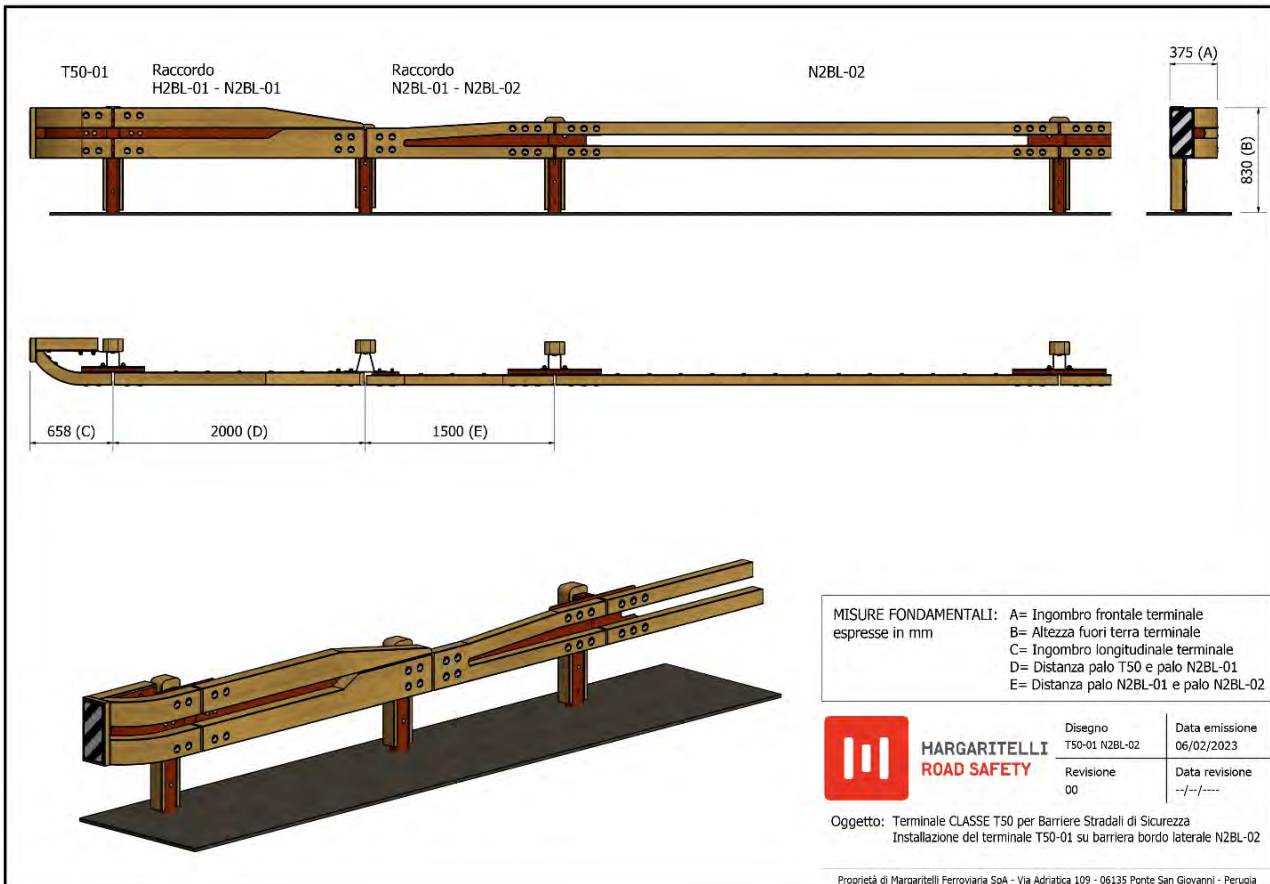 T50-01
Raccordo
H2BL-01 - N2BL-01
Raccordo
N2BL-01 - N2BL-02
N2BL-02
375 (A)
830 (B)
658 (C)
2000 (D)
1500 (E)
MISURE FONDAMENTALI:
espresse in mm
A= Ingombro frontale terminale
B= Altezza fuori terra terminale
C= Ingombro longitudinale terminale
D= Distanza palo T50 e palo N2BL-01
E= Distanza palo N2BL-01 e palo N2BL-02
HARGARITELLI
ROAD SAFETY
Disegno
T50-01 N2BL-02
Data emissione
06/02/2023
Revisione
00
Data revisione
--/--/----
Oggetto: Terminale CLASSE T50 per Barriere Stradali di Sicurezza
Installazione del terminale T50-01 su barriera bordo laterale N2BL-02
Proprietà di Margaritelli Ferroviaria SpA - Via Adriatica 109 - 06135 Ponte San Giovanni - Perugia